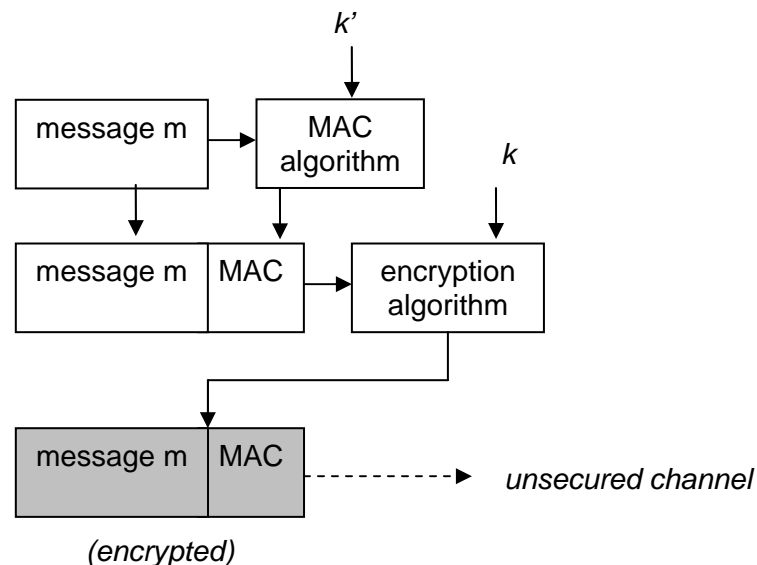 k’
message m
MAC
algorithm
k
message m
MAC
encryption
algorithm
message m
MAC
unsecured channel
(encrypted)